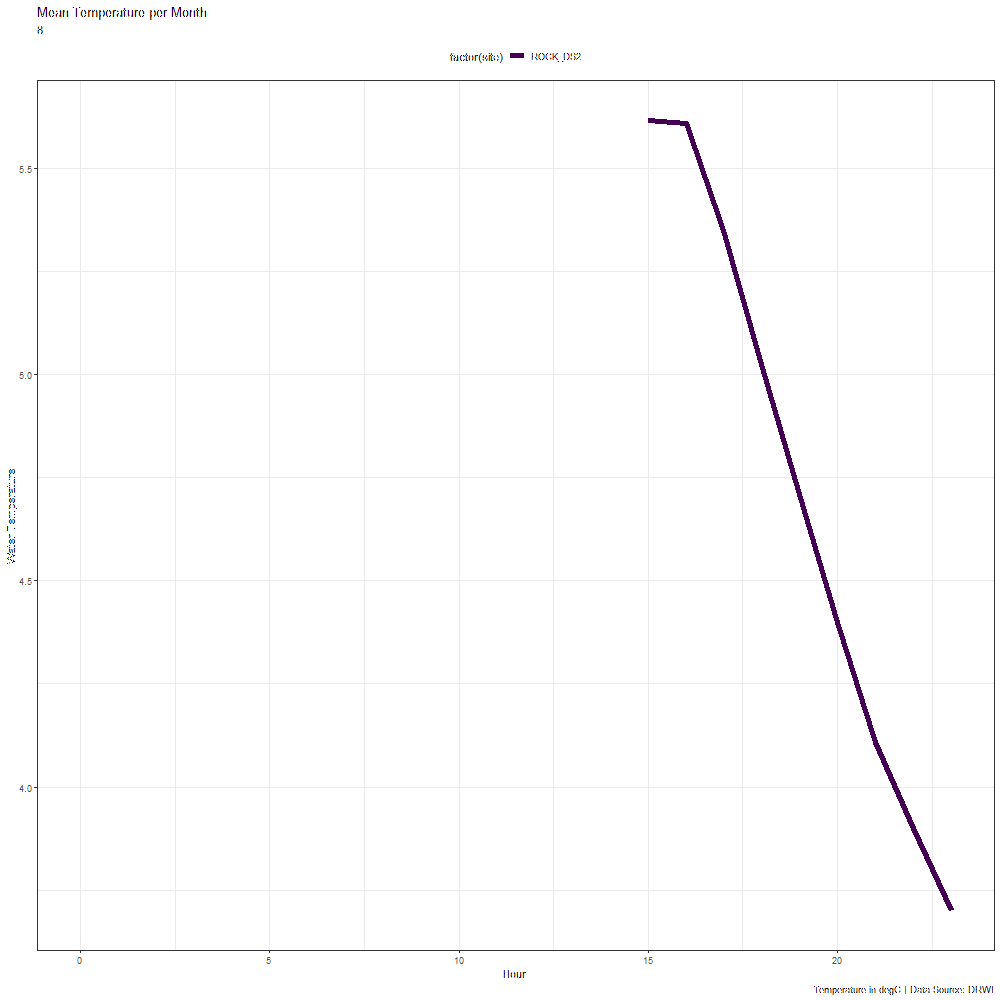 Mean Temperature per Month
8
factor(site) ROCK_DS2
5.5
5.0
4.5
4.0
Water Temperature
0 5 10 15 20
Hour
Temperature in degC | Data Source: DRWI